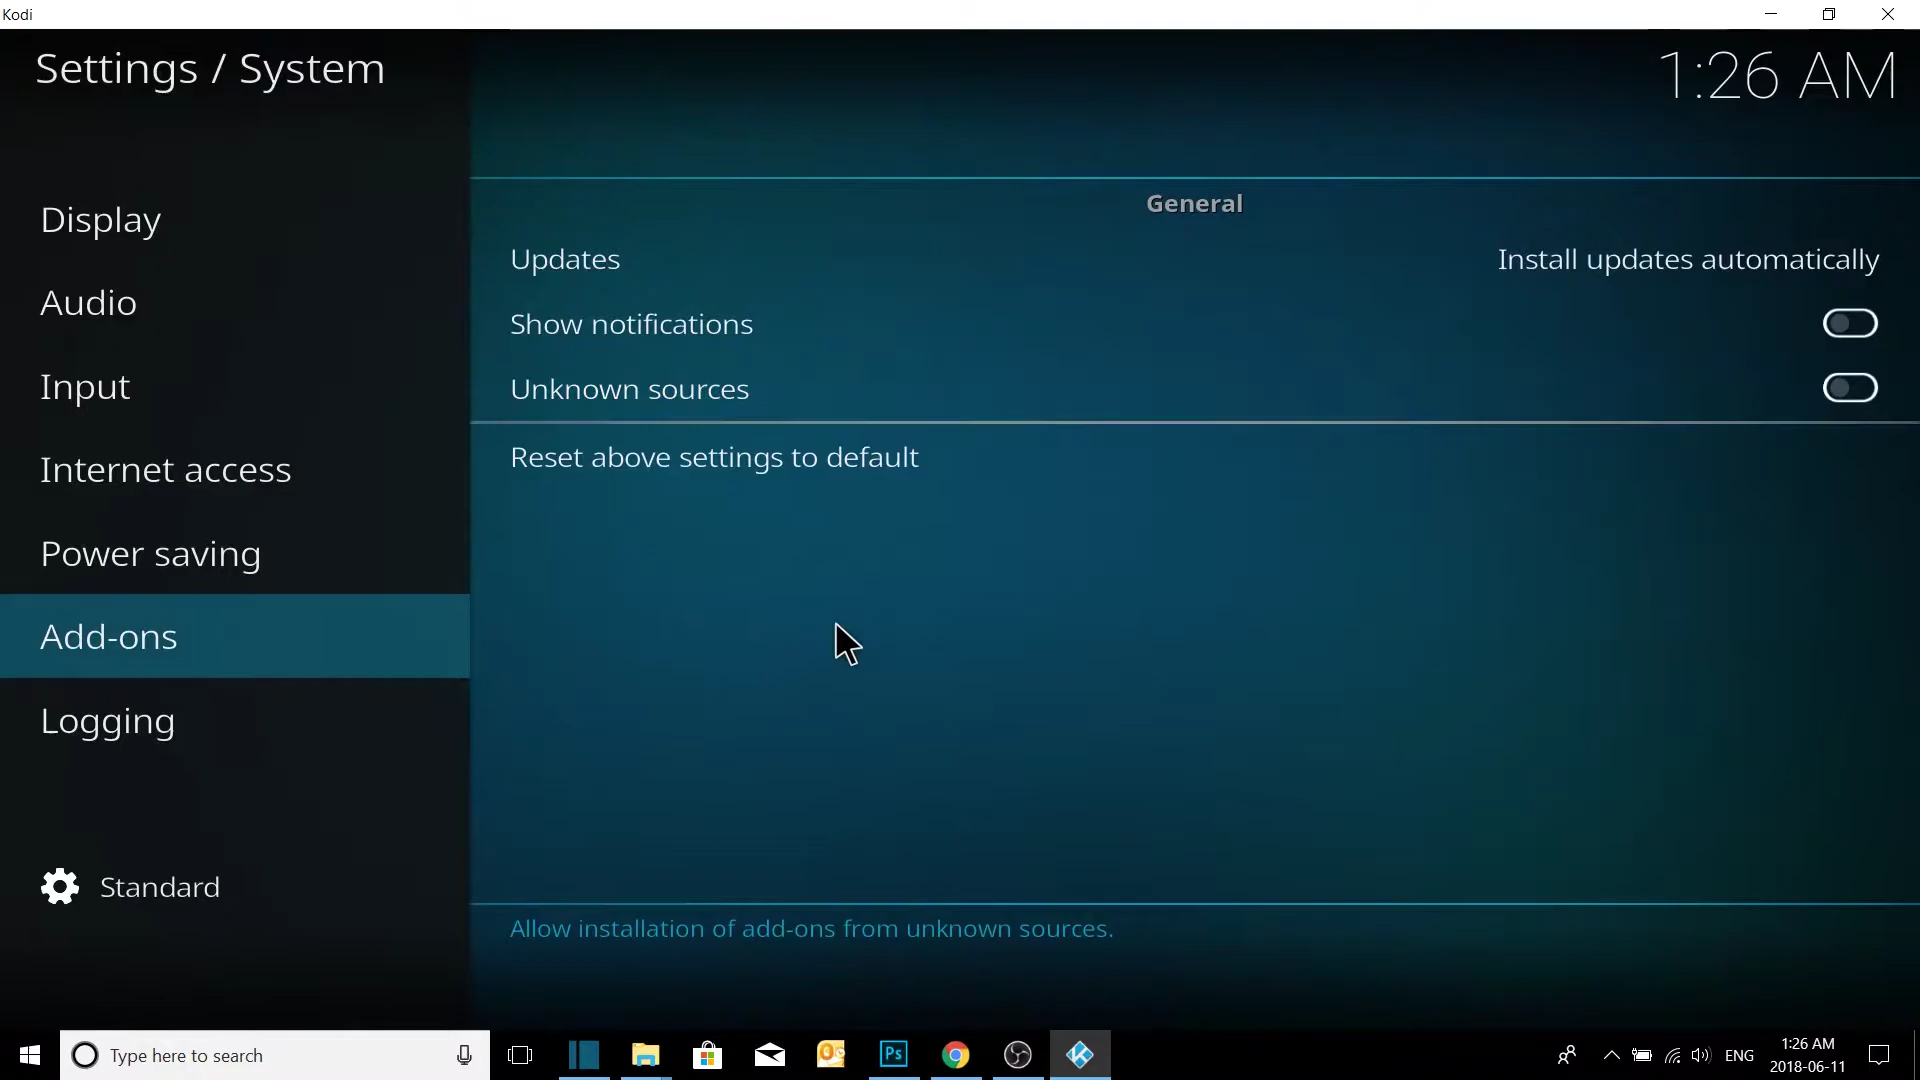 Kodi
Settings / System
1:26 AM
Display
Audio
Input
Internet access
Power saving
Add-ons
Logging
Standard
General
Updates Install updates automatically
Show notifications
Unknown sources
Reset above settings to default
Allow installation of add-ons from unknown sources.
Type here to search
Ps
ENG
1:26 AM
2018-06-11